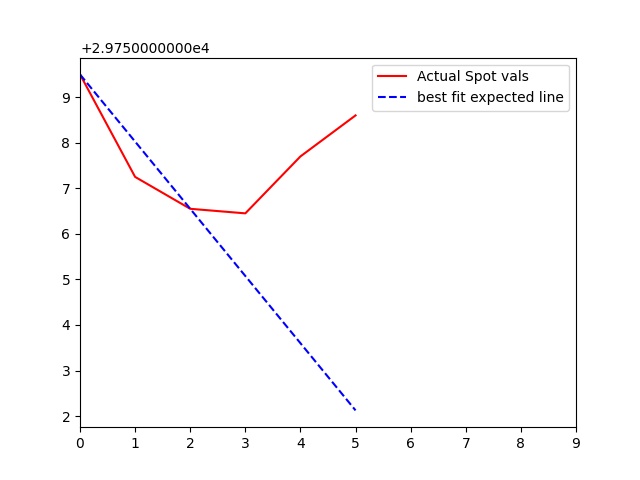 +2.9750000000e4
Actual Spot vals
best fit expected line
9
8
7
6
5
4
3
2
0 1 2 3 4 5 6 7 8 9